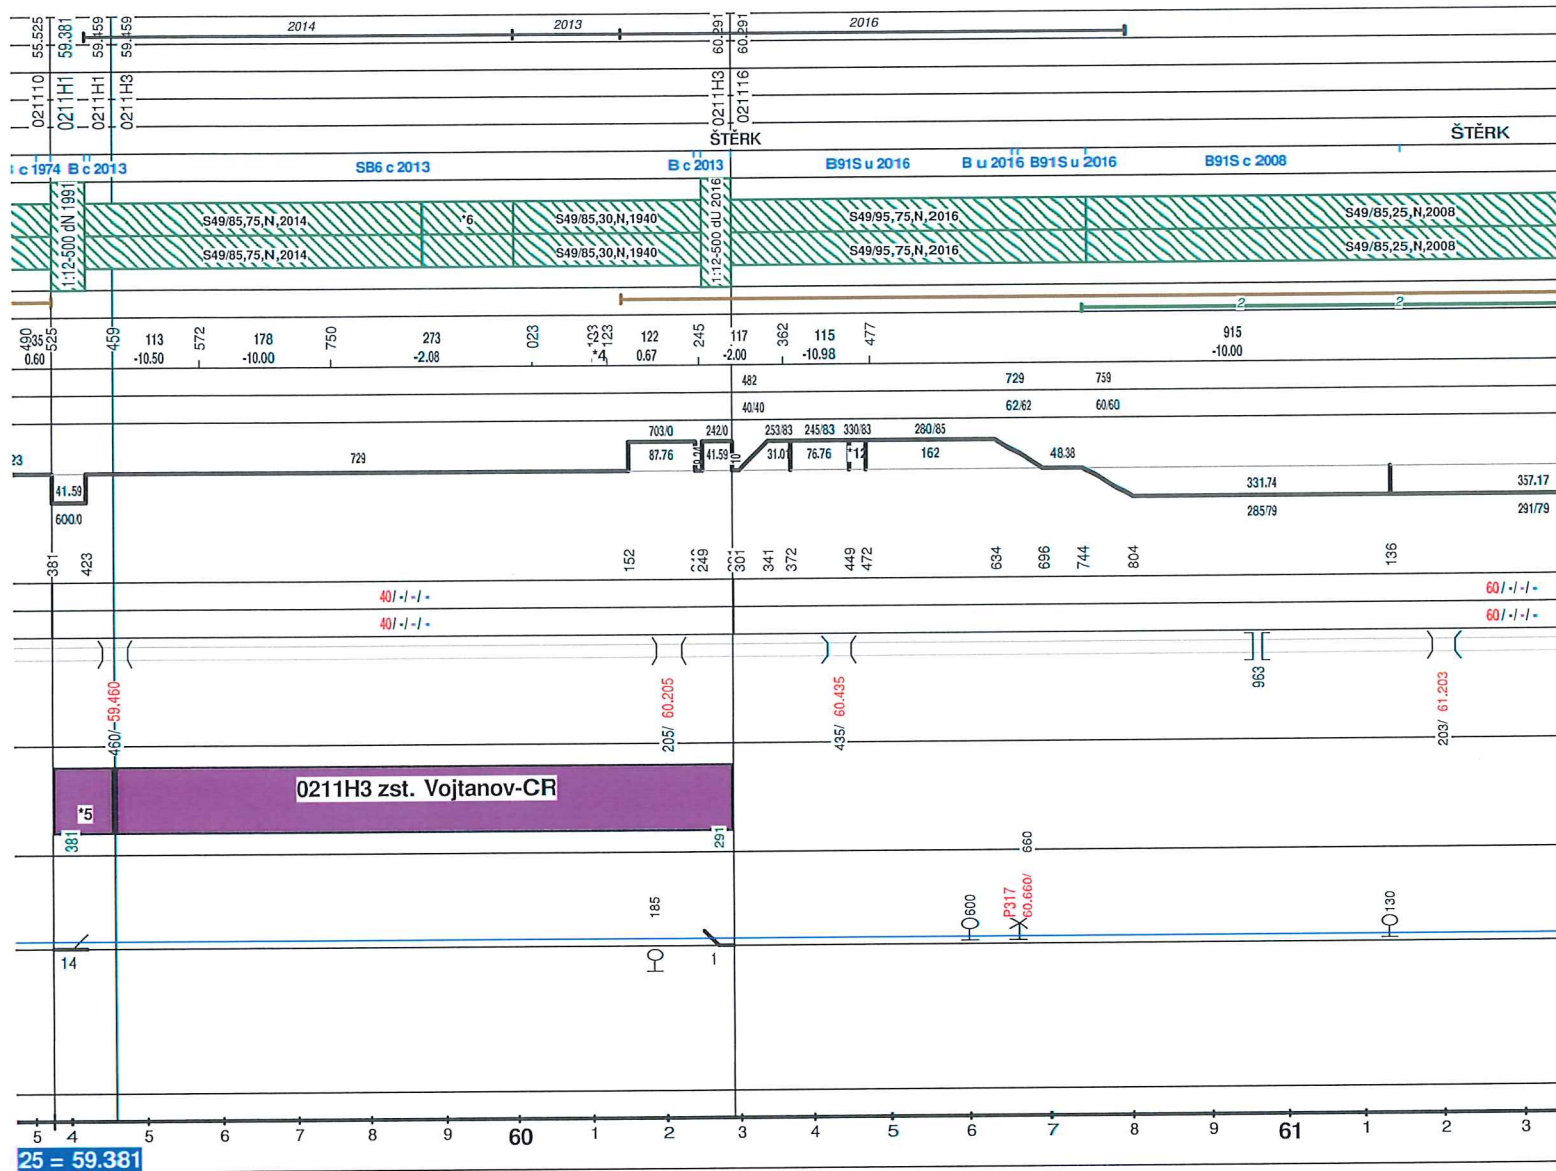 2014 2013 2016
55.525 59.381 59.459 59.459 60.291 60.291
021110 0211H1 0211H1 0211H3 0211H3 021116
ŠTĚRK ŠTĚRK
c 1974 B c 2013 SB6 c 2013 B c 2013 B91S u 2016 B u 2016 B91S u 2016 B91S c 2008
1:12-500 dN 1991 1:12-500 dU 2016
S49/85,75,N,2014 *6 S49/85,30,N,1940 S49/95,75,N,2016 S49/85,25,N,2008
S49/85,75,N,2014 S49/85,30,N,1940 S49/95,75,N,2016 S49/85,25,N,2008
2 2
490 35 525 459 113 572 178 750 273 023 123 122 245 117 362 115 477 915
0.60 -10.50 -10.00 -2.08 *4 0.67 -2.00 -10.98 -10.00
482 729 759
40/40 62/62 60/60
703/0 242/0 253/83 245/83 330/83 280/85
23 729 87.76 41.59 10 31.01 76.76 *12 162 48.38
41.59 331.74 357.17
600/0 285/79 291/79
381 423 152 249 301 341 372 449 472 634 696 744 804 136
40/ -/ -/ - 60/ -/ -/ -
40/ -/ -/ - 60/ -/ -/ -
460/ 59.460 205/ 60.205 435/ 60.435 963 203/ 61.203
0211H3 zst. Vojtanov-ČR
*5
381 291
660
185 600 P317 60.660/ 130
14 1
5 4 5 6 7 8 9 60 1 2 3 4 5 6 7 8 9 61 1 2 3
25 = 59.381